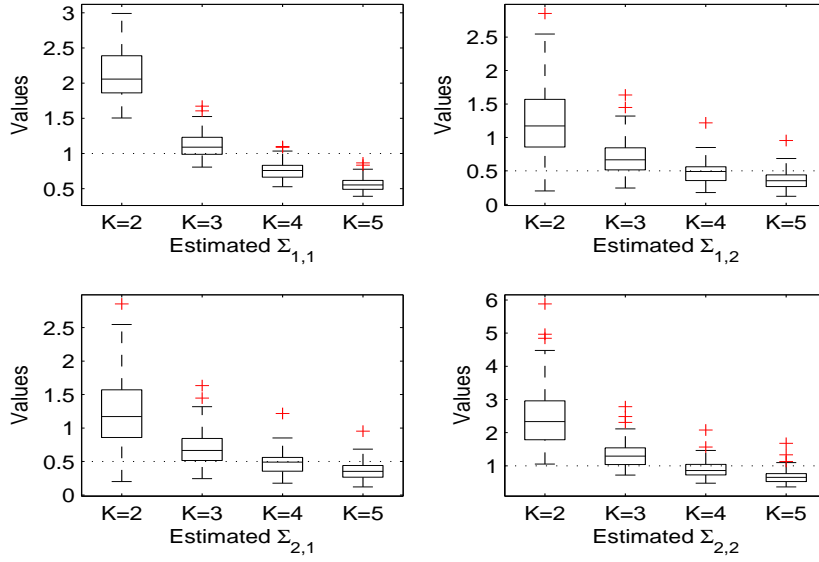 3
2.5
2
1.5
1
0.5
Values
K=2 K=3 K=4 K=5
Estimated Σ1,1
2.5
2
1.5
1
0.5
0
Values
K=2 K=3 K=4 K=5
Estimated Σ1,2
2.5
2
1.5
1
0.5
0
Values
K=2 K=3 K=4 K=5
Estimated Σ2,1
6
5
4
3
2
1
Values
K=2 K=3 K=4 K=5
Estimated Σ2,2